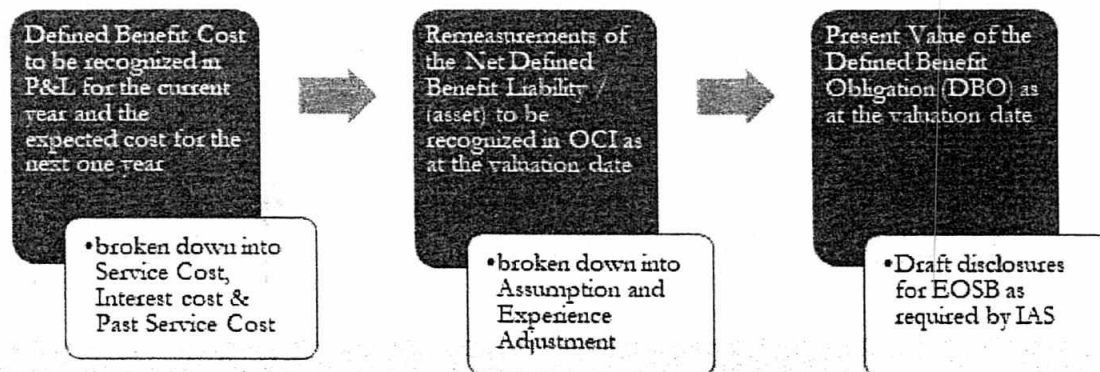 Defined Benefit Cost
to be recognized in
P&L for the current
year and the
expected cost for the
next one year
•broken down into
Service Cost,
Interest cost &
Past Service Cost
Remeasurements of
the Net Defined
Benefit Liability /
(asset) to be
recognized in OCI as
at the valuation date
•broken down into
Assumption and
Experience
Adjustment
Present Value of the
Defined Benefit
Obligation (DBO) as
at the valuation date
•Draft disclosures
for EOSB as
required by IAS